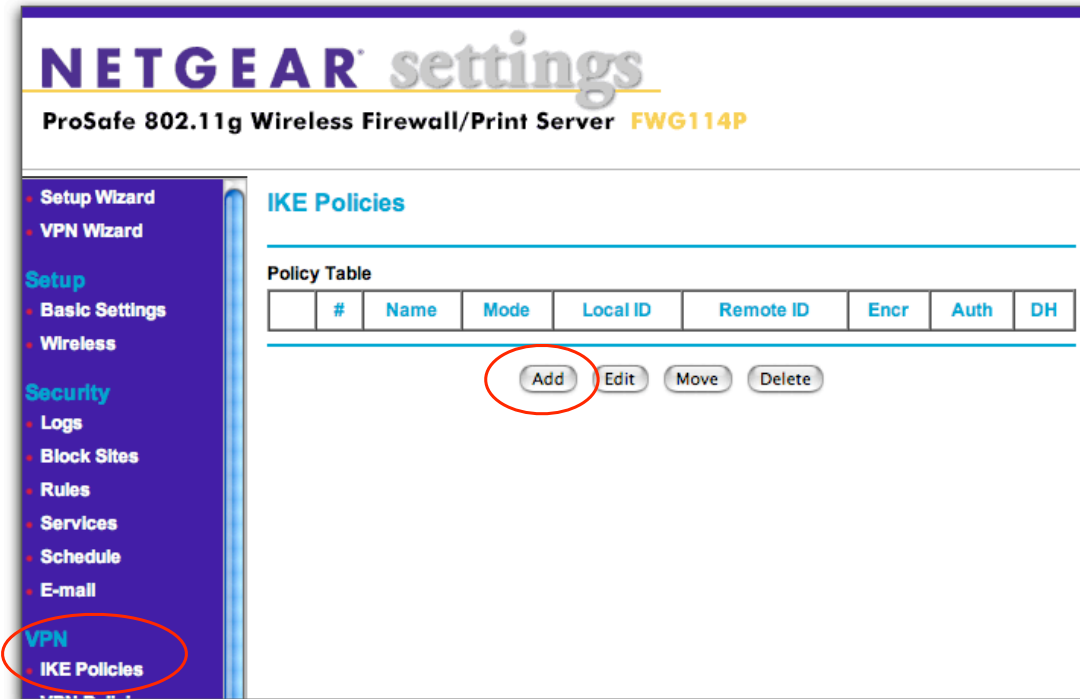 NETGEAR settings
ProSafe 802.11g Wireless Firewall/Print Server FWG114P
Setup Wizard
VPN Wizard
Setup
Basic Settings
Wireless
Security
Logs
Block Sites
Rules
Services
Schedule
E-mail
VPN
IKE Policies
IKE Policies
Policy Table
# Name Mode Local ID Remote ID Encr Auth DH
Add Edit Move Delete